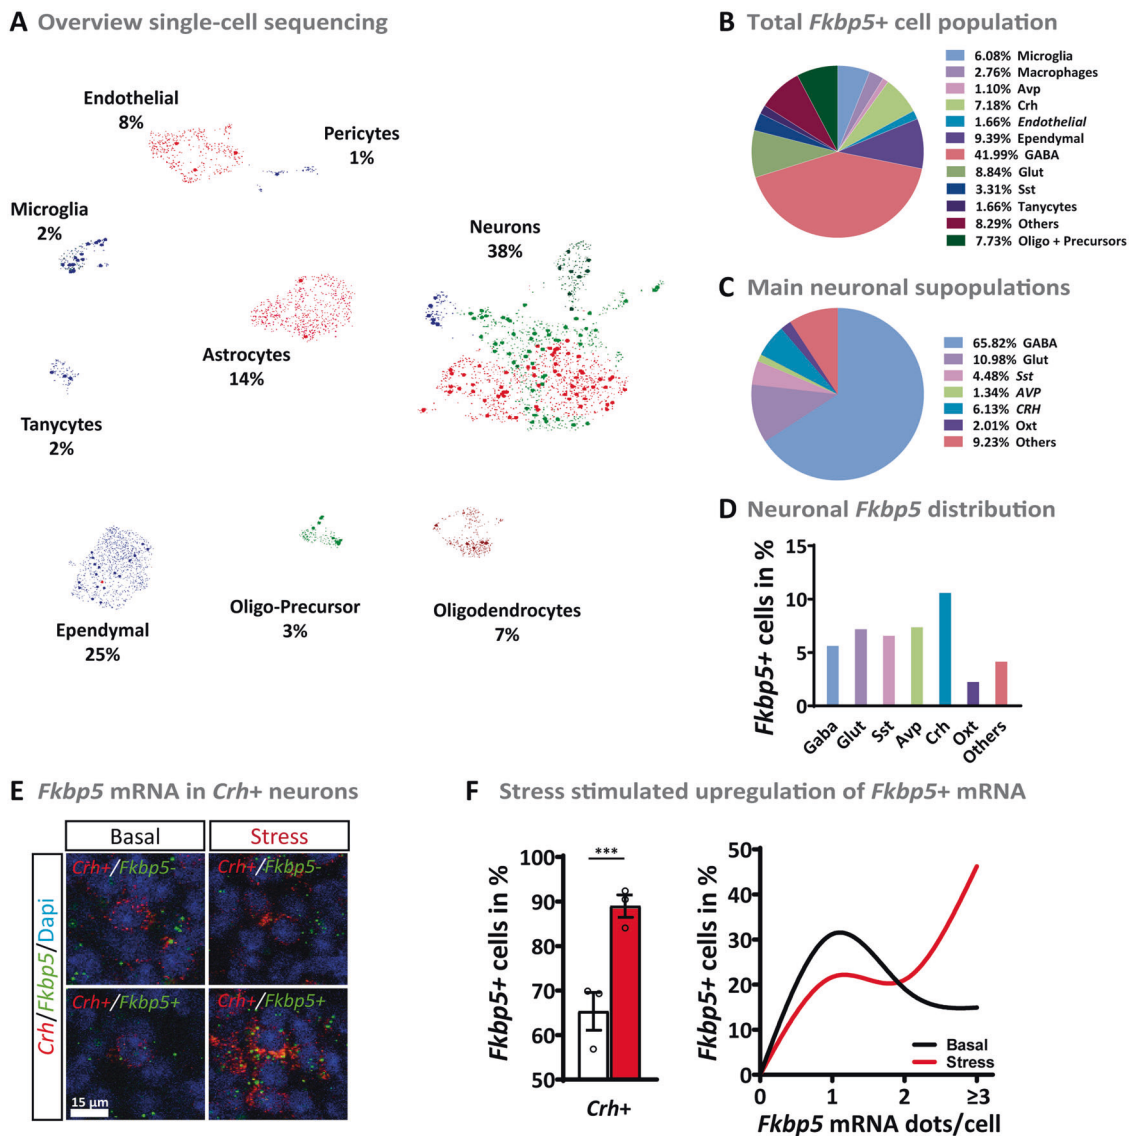 A Overview single-cell sequencing
Endothelial
8%
Pericytes
1%
Microglia
2%
Neurons
38%
Astrocytes
14%
Tanycytes
2%
Ependymal
25%
Oligo-Precursor
3%
Oligodendrocytes
7%
B Total Fkbp5+ cell population
6.08% Microglia
2.76% Macrophages
1.10% Avp
7.18% Crh
1.66% Endothelial
9.39% Ependymal
41.99% GABA
8.84% Glut
3.31% Sst
1.66% Tanycytes
8.29% Others
7.73% Oligo + Precursors
C Main neuronal supopulations
65.82% GABA
10.98% Glut
4.48% Sst
1.34% AVP
6.13% CRH
2.01% Oxt
9.23% Others
D Neuronal Fkbp5 distribution
Fkbp5+ cells in %
15
10
5
0
Gaba
Glut
Sst
Avp
Crh
Oxt
Others
E Fkbp5 mRNA in Crh+ neurons
Basal
Stress
Crh/Fkbp5/Dapi
Crh+/Fkbp5-
Crh+/Fkbp5-
Crh+/Fkbp5+
Crh+/Fkbp5+
15 µm
F Stress stimulated upregulation of Fkbp5+ mRNA
Fkbp5+ cells in %
100
90
80
70
60
50
***
Crh+
Fkbp5+ cells in %
50
40
30
20
10
0
Basal
Stress
0
1
2
≥3
Fkbp5 mRNA dots/cell